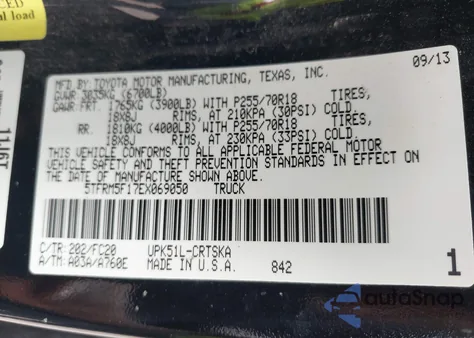 CED
al load
MFD BY:TOYOTA MOTOR MANUFACTURING, TEXAS, INC. 09/13
GVWR: 3035KG (6700LB)
GAWR: FRT. 1765KG (3900LB) WITH P255/70R18 TIRES,
18X8J RIMS, AT 210KPA (30PSI) COLD.
RR. 1810KG (4000LB) WITH P255/70R18 TIRES,
18X8J RIMS, AT 230KPA (33PSI) COLD.
THIS VEHICLE CONFORMS TO ALL APPLICABLE FEDERAL MOTOR
VEHICLE SAFETY AND THEFT PREVENTION STANDARDS IN EFFECT ON
THE DATE OF MANUFACTURE SHOWN ABOVE.
5TFRM5F17EX069050 TRUCK
C/TR: 202/FC20 UPK51L-CRTSKA
A/TM: A03A/A760E MADE IN U.S.A. 842 1
autoSnap